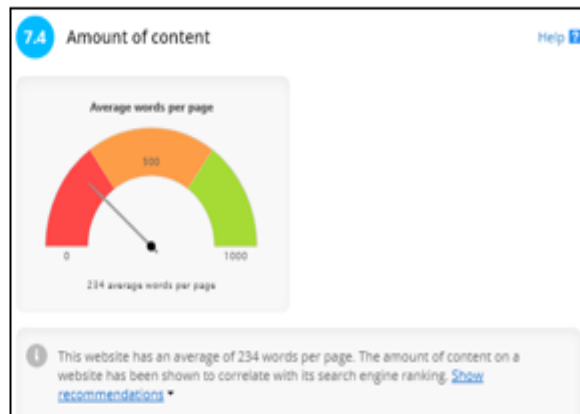 7.4 Amount of content Help ?
Average words per page
500
0 1000
234 average words per page
i This website has an average of 234 words per page. The amount of content on a
website has been shown to correlate with its search engine ranking. Show
recommendations